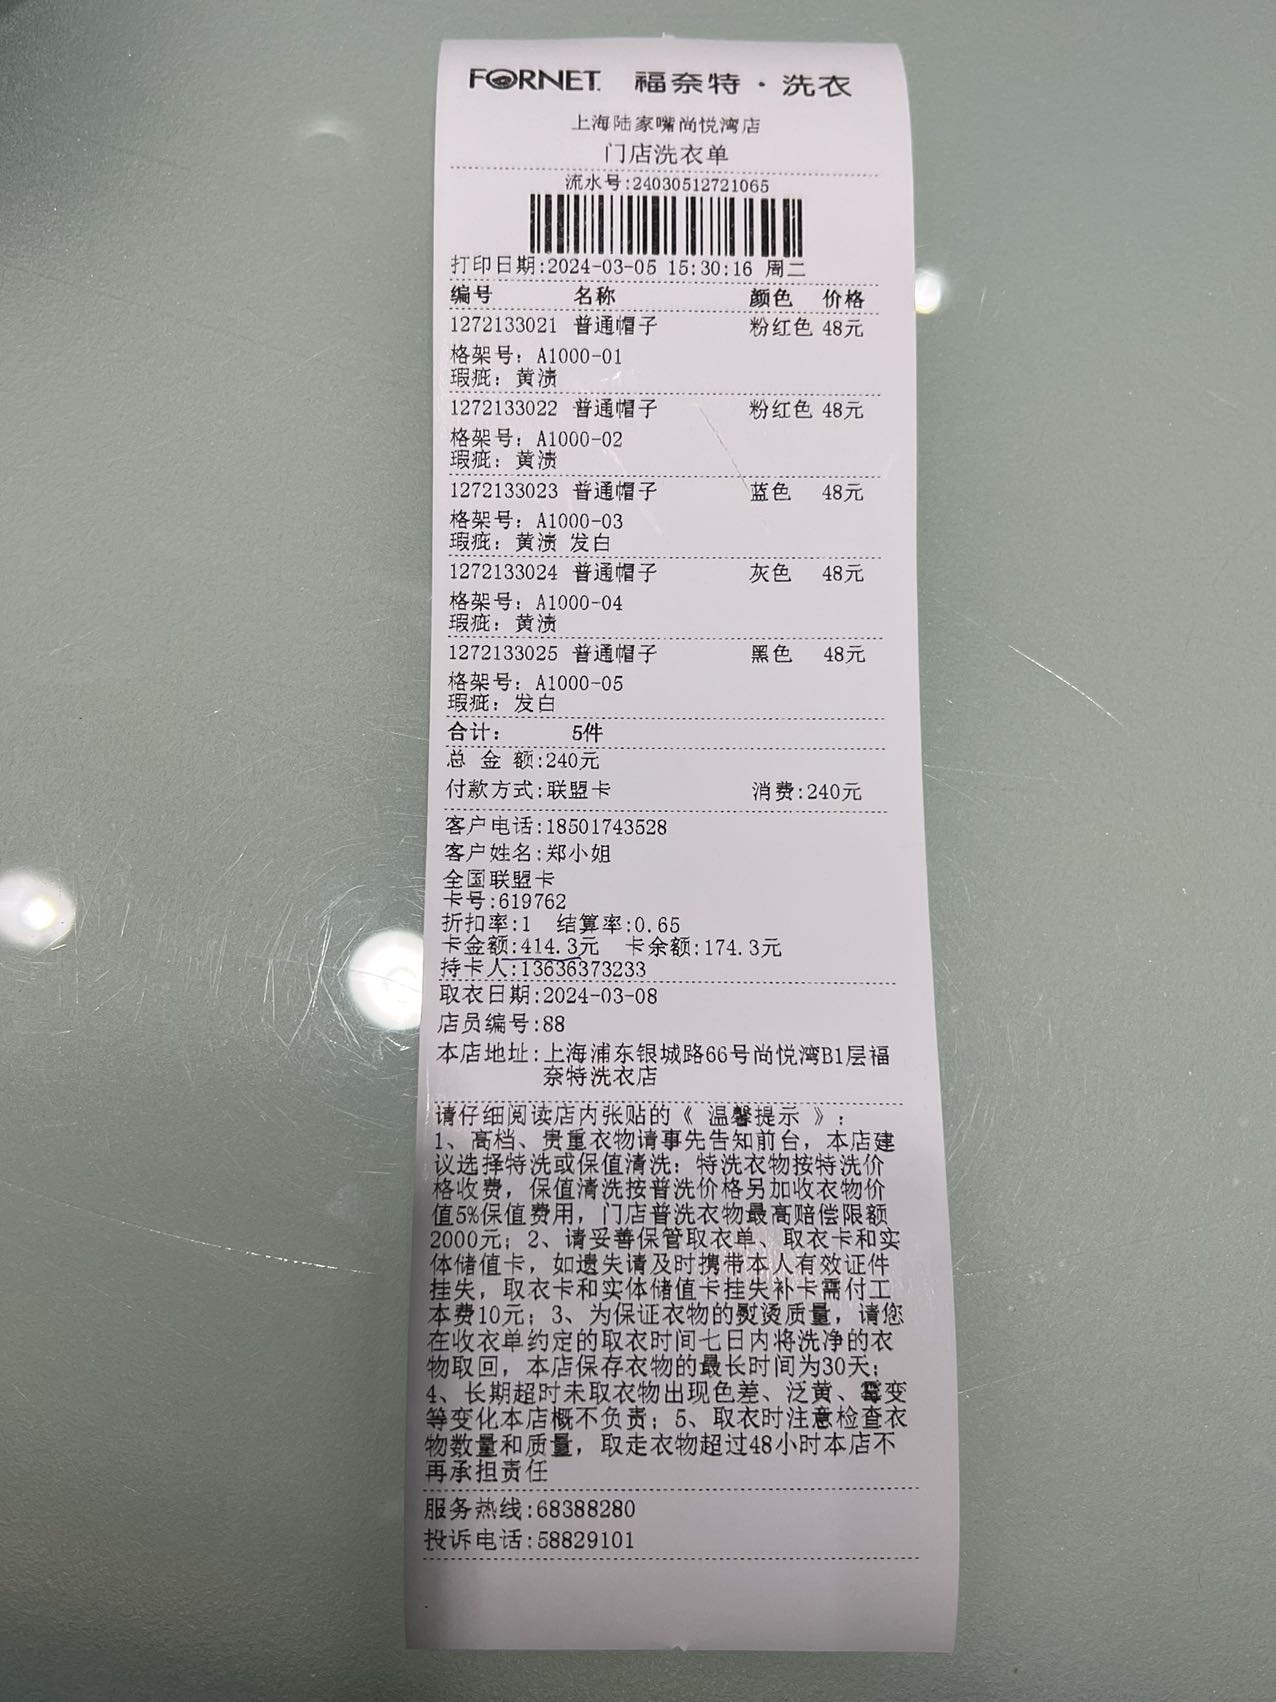 FORNET. 福奈特·洗衣
上海陆家嘴尚悦湾店
门店洗衣单
流水号:24030512721065
打印日期:2024-03-05 15:30:16 周二
编号 名称 颜色 价格
1272133021 普通帽子 粉红色 48元
格架号: A1000-01
瑕疵: 黄渍
1272133022 普通帽子 粉红色 48元
格架号: A1000-02
瑕疵: 黄渍
1272133023 普通帽子 蓝色 48元
格架号: A1000-03
瑕疵: 黄渍 发白
1272133024 普通帽子 灰色 48元
格架号: A1000-04
瑕疵: 黄渍
1272133025 普通帽子 黑色 48元
格架号: A1000-05
瑕疵: 发白
合计: 5件
总 金 额:240元
付款方式:联盟卡 消费:240元
客户电话:18501743528
客户姓名:郑小姐
全国联盟卡
卡号:619762
折扣率:1 结算率:0.65
卡金额:414.3元 卡余额:174.3元
持卡人:13636373233
取衣日期:2024-03-08
店员编号:88
本店地址:上海浦东银城路66号尚悦湾B1层福
奈特洗衣店
请仔细阅读店内张贴的《 温馨提示 》:
1、高档、贵重衣物请事先告知前台，本店建
议选择特洗或保值清洗: 特洗衣物按特洗价
格收费，保值清洗按普洗价格另加收衣物价
值5%保值费用，门店普洗衣物最高赔偿限额
2000元; 2、请妥善保管取衣单、取衣卡和实
体储值卡，如遗失请及时携带本人有效证件
挂失，取衣卡和实体储值卡挂失补卡需付工
本费10元; 3、为保证衣物的熨烫质量，请您
在收衣单约定的取衣时间七日内将洗净的衣
物取回，本店保存衣物的最长时间为30天;
4、长期超时未取衣物出现色差、泛黄、霉变
等变化本店概不负责; 5、取衣时注意检查衣
物数量和质量，取走衣物超过48小时本店不
再承担责任
服务热线:68388280
投诉电话:58829101